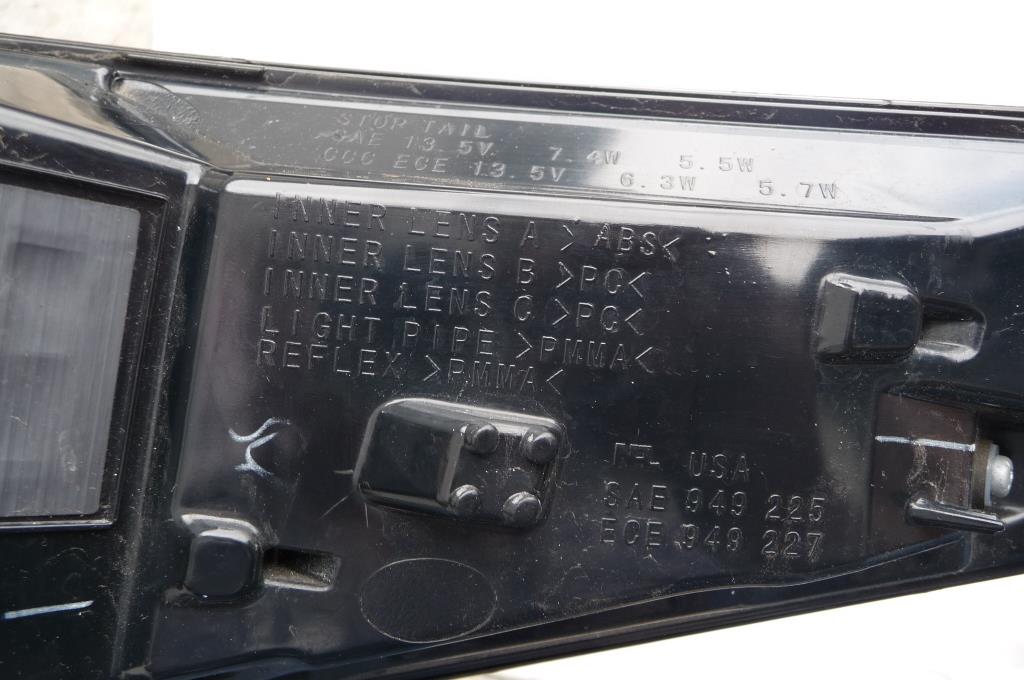 STOP TAIL
SAE 13.5V 7.4W 5.5W
CCC ECE 13.5V 6.3W 5.7W
INNER LENS A >ABS<
INNER LENS B >PC<
INNER LENS C >PC<
LIGHT PIPE >PMMA<
REFLEX >PMMA<
USA
SAE 949 225
ECE 949 227